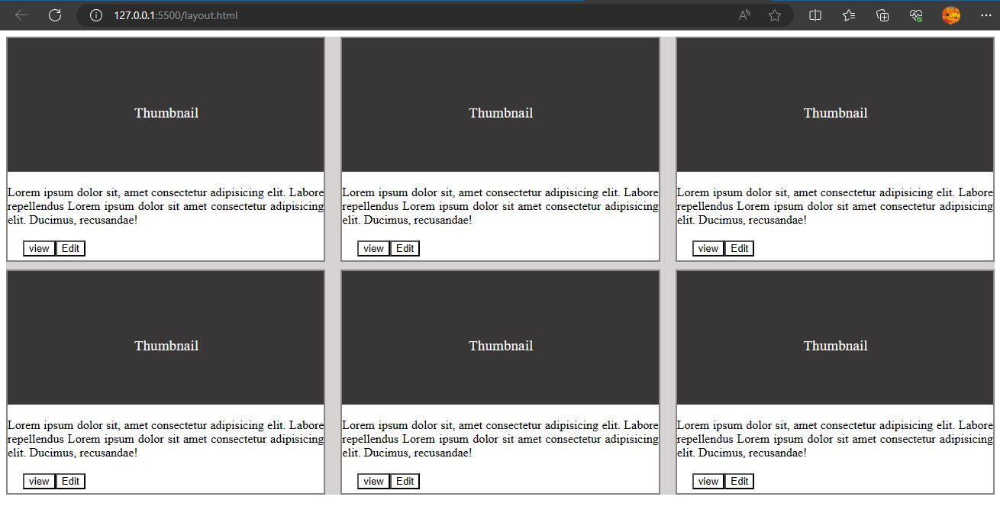 127.0.0.1:5500/layout.html
Thumbnail Thumbnail Thumbnail
Lorem ipsum dolor sit, amet consectetur adipisicing elit. Labore
repellendus Lorem ipsum dolor sit amet consectetur adipisicing
elit. Ducimus, recusandae!
Lorem ipsum dolor sit, amet consectetur adipisicing elit. Labore
repellendus Lorem ipsum dolor sit amet consectetur adipisicing
elit. Ducimus, recusandae!
Lorem ipsum dolor sit, amet consectetur adipisicing elit. Labore
repellendus Lorem ipsum dolor sit amet consectetur adipisicing
elit. Ducimus, recusandae!
view Edit view Edit view Edit
Thumbnail Thumbnail Thumbnail
Lorem ipsum dolor sit, amet consectetur adipisicing elit. Labore
repellendus Lorem ipsum dolor sit amet consectetur adipisicing
elit. Ducimus, recusandae!
Lorem ipsum dolor sit, amet consectetur adipisicing elit. Labore
repellendus Lorem ipsum dolor sit amet consectetur adipisicing
elit. Ducimus, recusandae!
Lorem ipsum dolor sit, amet consectetur adipisicing elit. Labore
repellendus Lorem ipsum dolor sit amet consectetur adipisicing
elit. Ducimus, recusandae!
view Edit view Edit view Edit